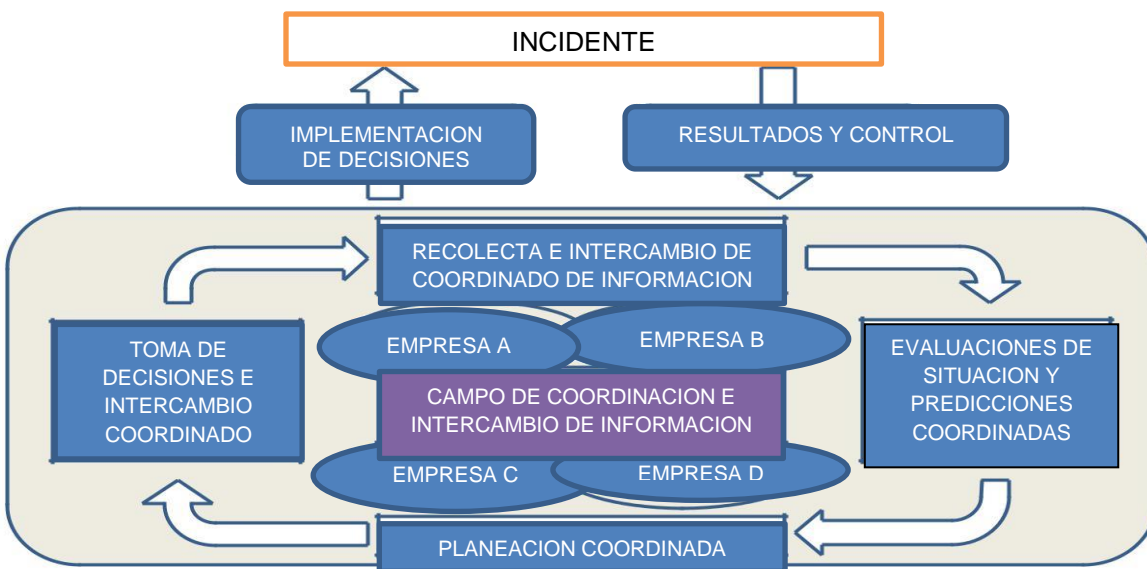 INCIDENTE
IMPLEMENTACION
DE DECISIONES
RESULTADOS Y CONTROL
RECOLECTA E INTERCAMBIO DE
COORDINADO DE INFORMACION
EMPRESA A
EMPRESA B
TOMA DE
DECISIONES E
INTERCAMBIO
COORDINADO
CAMPO DE COORDINACION E
INTERCAMBIO DE INFORMACION
EVALUACIONES DE
SITUACION Y
PREDICCIONES
COORDINADAS
EMPRESA C
EMPRESA D
PLANEACION COORDINADA